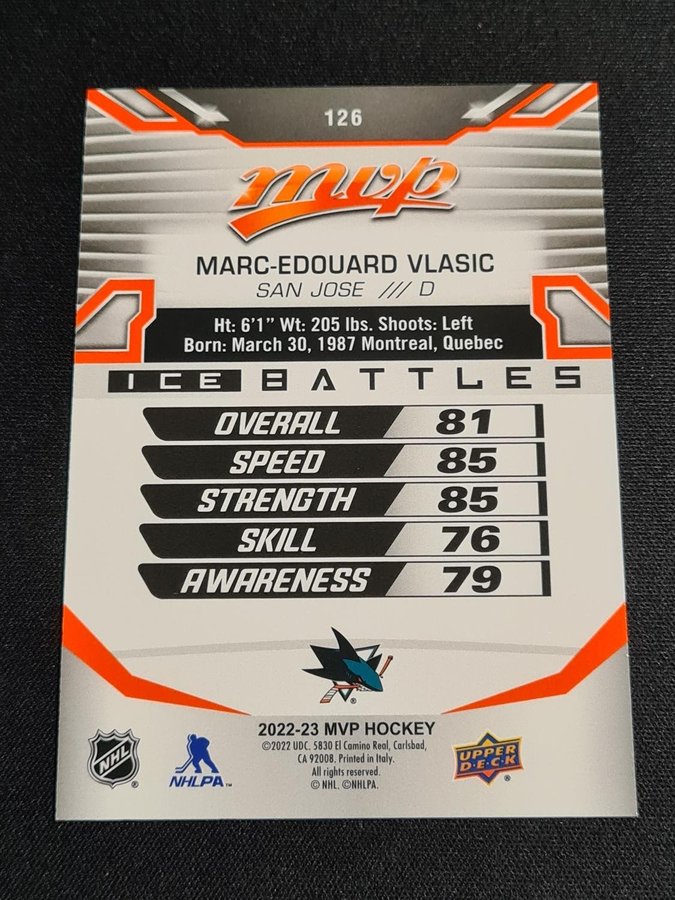 126
mvp
MARC-EDOUARD VLASIC
SAN JOSE /// D
Ht: 6'1" Wt: 205 lbs. Shoots: Left
Born: March 30, 1987 Montreal, Quebec
ICE BATTLES
OVERALL 81
SPEED 85
STRENGTH 85
SKILL 76
AWARENESS 79
®
2022-23 MVP HOCKEY
©2022 UDC. 5830 El Camino Real, Carlsbad,
CA 92008. Printed in Italy.
All rights reserved.
© NHL. ©NHLPA.
NHL ®
NHLPA™
UPPER
D·E·C·K ®